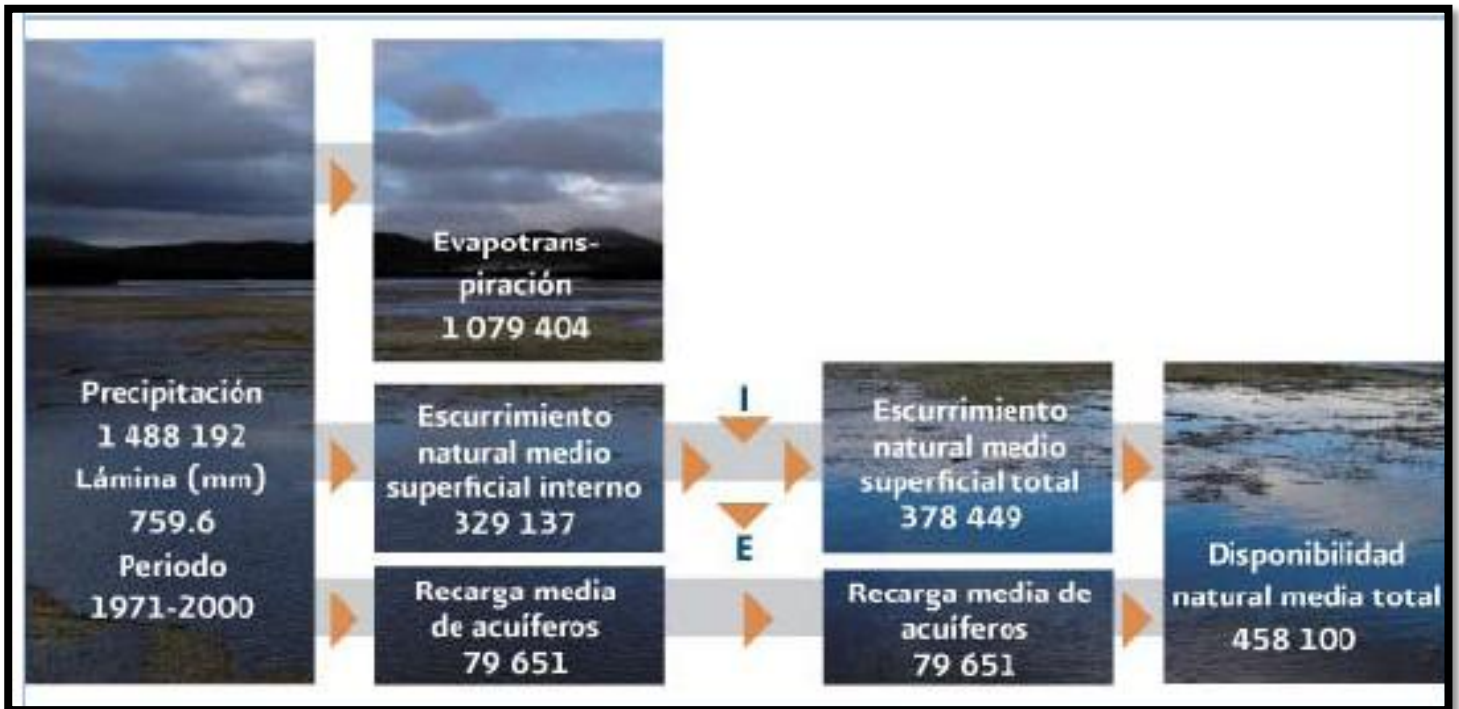 Precipitación
1 488 192
Lámina (mm)
759.6
Periodo
1971-2000
Evapotrans-
piración
1 079 404
Escurrimiento
natural medio
superficial interno
329 137
Recarga media
de acuíferos
79 651
I
E
Escurrimiento
natural medio
superficial total
378 449
Recarga media de
acuíferos
79 651
Disponibilidad
natural media total
458 100